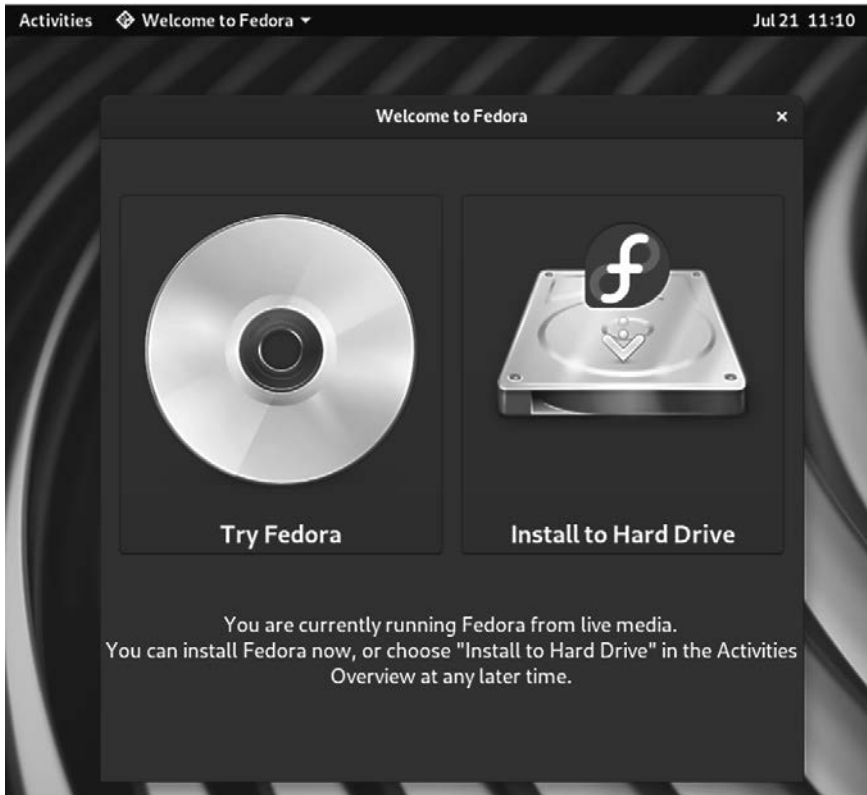 Activities Welcome to Fedora Jul 21 11:10
Welcome to Fedora ×
Try Fedora Install to Hard Drive
You are currently running Fedora from live media.
You can install Fedora now, or choose "Install to Hard Drive" in the Activities
Overview at any later time.